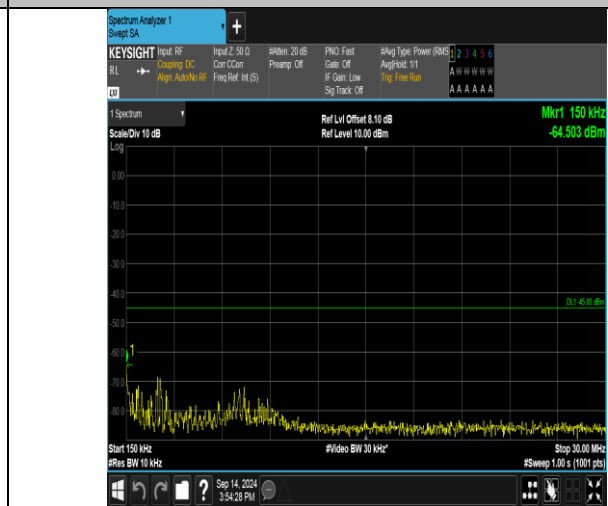 Spectrum Analyzer 1
Swept SA
+
KEYSIGHT
RL
Input: RF
Coupling: DC
Align: Auto/No RF
Input Z: 50 Ω
Corr CCorr
Freq Ref: Int (S)
#Atten: 20 dB
Preamp: Off
PNO: Fast
Gate: Off
IF Gain: Low
Sig Track: Off
#Avg Type: Power (RMS
Avg|Hold: 1/1
Trig: Free Run
1 2 3 4 5 6
A W W W W W
A A A A A A
1 Spectrum
Scale/Div 10 dB
Ref Lvl Offset 8.10 dB
Ref Level 10.00 dBm
Mkr1 150 kHz
-64.503 dBm
Log
0.00
-10.0
-20.0
-30.0
-40.0
DL1 -45.00 dBm
-50.0
-60.0
1
-70.0
-80.0
Start 150 kHz
#Res BW 10 kHz
#Video BW 30 kHz*
Stop 30.00 MHz
#Sweep 1.00 s (1001 pts)
?
Sep 14, 2024
3:54:28 PM